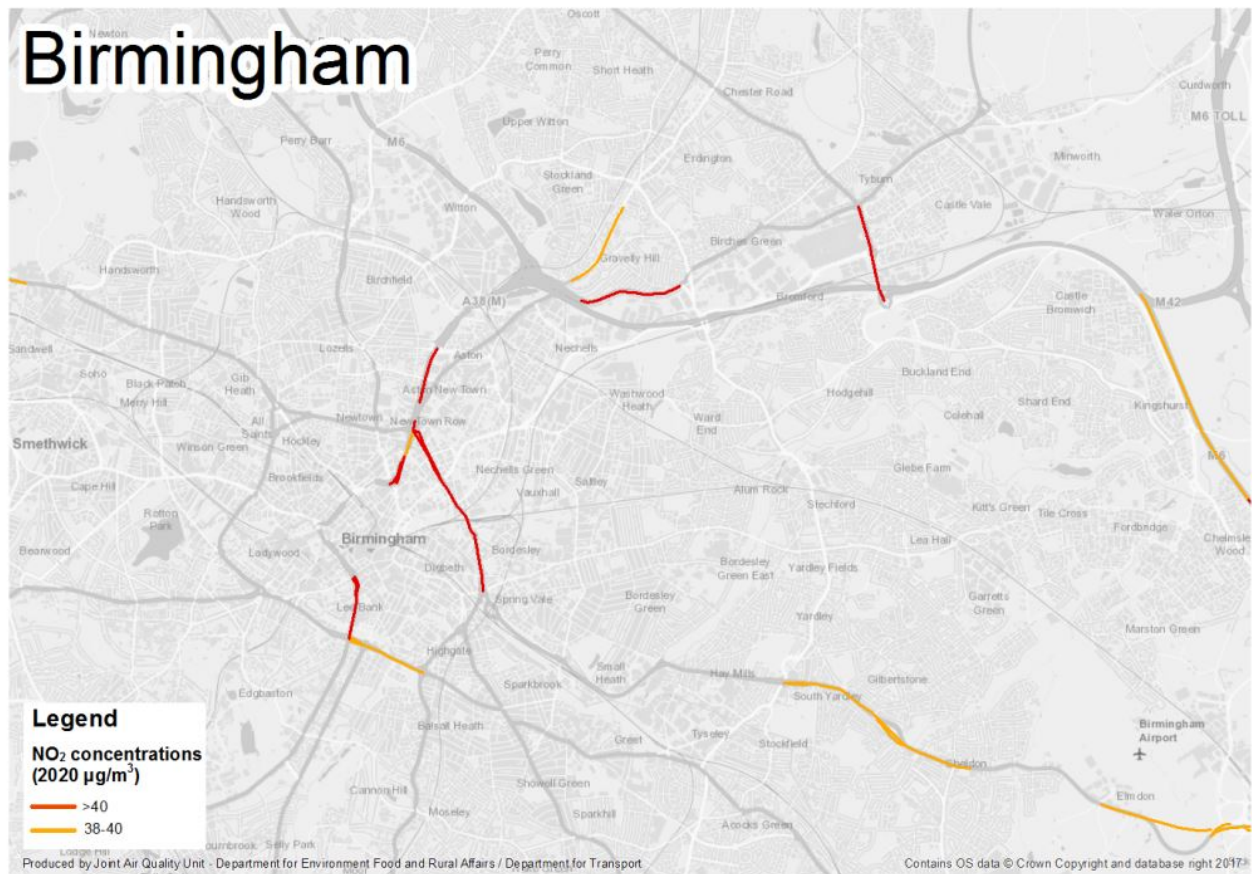 Birmingham
Oscott
Newton
Perry
Common
Short Heath
Curdworth
Chester Road
M6 TOLL
Upper Witton
M6
Perry Barr
Erdington
Minworth
Stockland
Green
Tyburn
Handsworth
Wood
Witton
Castle Vale
Water Orton
Birches Green
Gravelly Hill
Handsworth
Birchfield
A38(M)
Bromford
Castle
Bromwich
M42
Sandwell
Lozells
Aston
Nechells
Soho
Black Patch
Gib
Heath
Aston New Town
Washwood
Heath
Hodgehill
Buckland End
Merry Hill
Shard End
Kingshurst
All
Saints
Newtown
New Town Row
Ward
End
Colehall
Smethwick
Winson Green
Hockley
M6
Nechells Green
Glebe Farm
Cape Hill
Brookfields
Vauxhall
Saltley
Alum Rock
Stechford
Kitt's Green
Tile Cross
Fordbridge
Rotton
Park
Birmingham
Lea Hall
Chelmsle
Wood
Bearwood
Ladywood
Digbeth
Bordesley
Bordesley
Green East
Yardley Fields
Lee Bank
Spring Vale
Bordesley
Green
Garretts
Green
Yardley
Marston Green
Highgate
Small
Heath
Hay Mills
Gilbertstone
Edgbaston
Sparkbrook
South Yardley
Balsall Heath
Tyseley
Stockfield
Birmingham
Airport
Greet
Sheldon
Showell Green
Cannon Hill
Elmdon
Moseley
Sparkhill
Acocks Green
Selly Park
Legend
NO₂ concentrations
(2020 µg/m³)
>40
38-40
Produced by Joint Air Quality Unit - Department for Environment Food and Rural Affairs / Department for Transport
Contains OS data © Crown Copyright and database right 2017